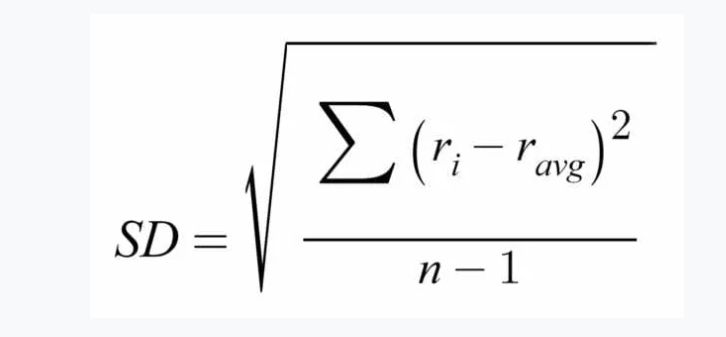 SD = √(∑(r_i − r_avg)^2 / (n − 1))